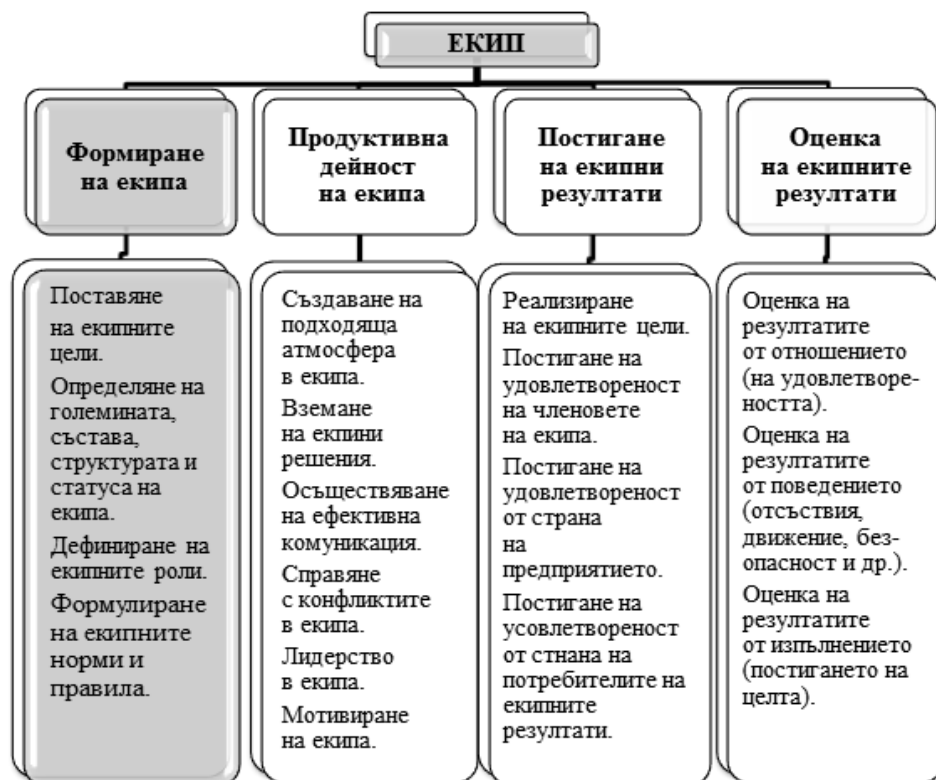 ЕКИП
Формиране
на екипа
Продуктивна
дейност
на екипа
Постигане
на екипни
резултати
Оценка
на екипните
резултати
Поставяне
на екипните
цели.
Определяне на
големината,
състава,
структурата и
статуса на
екипа.
Дефиниране на
екипните роли.
Формулиране
на екипните
норми и
правила.
Създаване на
подходяща
атмосфера
в екипа.
Вземане
на екпини
решения.
Осъществяване
на ефективна
комуникация.
Справяне
с конфликтите
в екипа.
Лидерство
в екипа.
Мотивиране
на екипа.
Реализиране
на екипните цели.
Постигане на
удовлетвореност
на членовете
на екипа.
Постигане на
удовлетвореност
от страна
на
предприятието.
Постигане на
усовлетвореност
от стнана на
потребителите на
екипните
резултати.
Оценка на
резултатите
от отношението
(на удовлетворе-
ността).
Оценка на
резултатите
от поведението
(отсъствия,
движение, без-
опасност и др.).
Оценка на
резултатите
от изпълнението
(постигането на
целта).